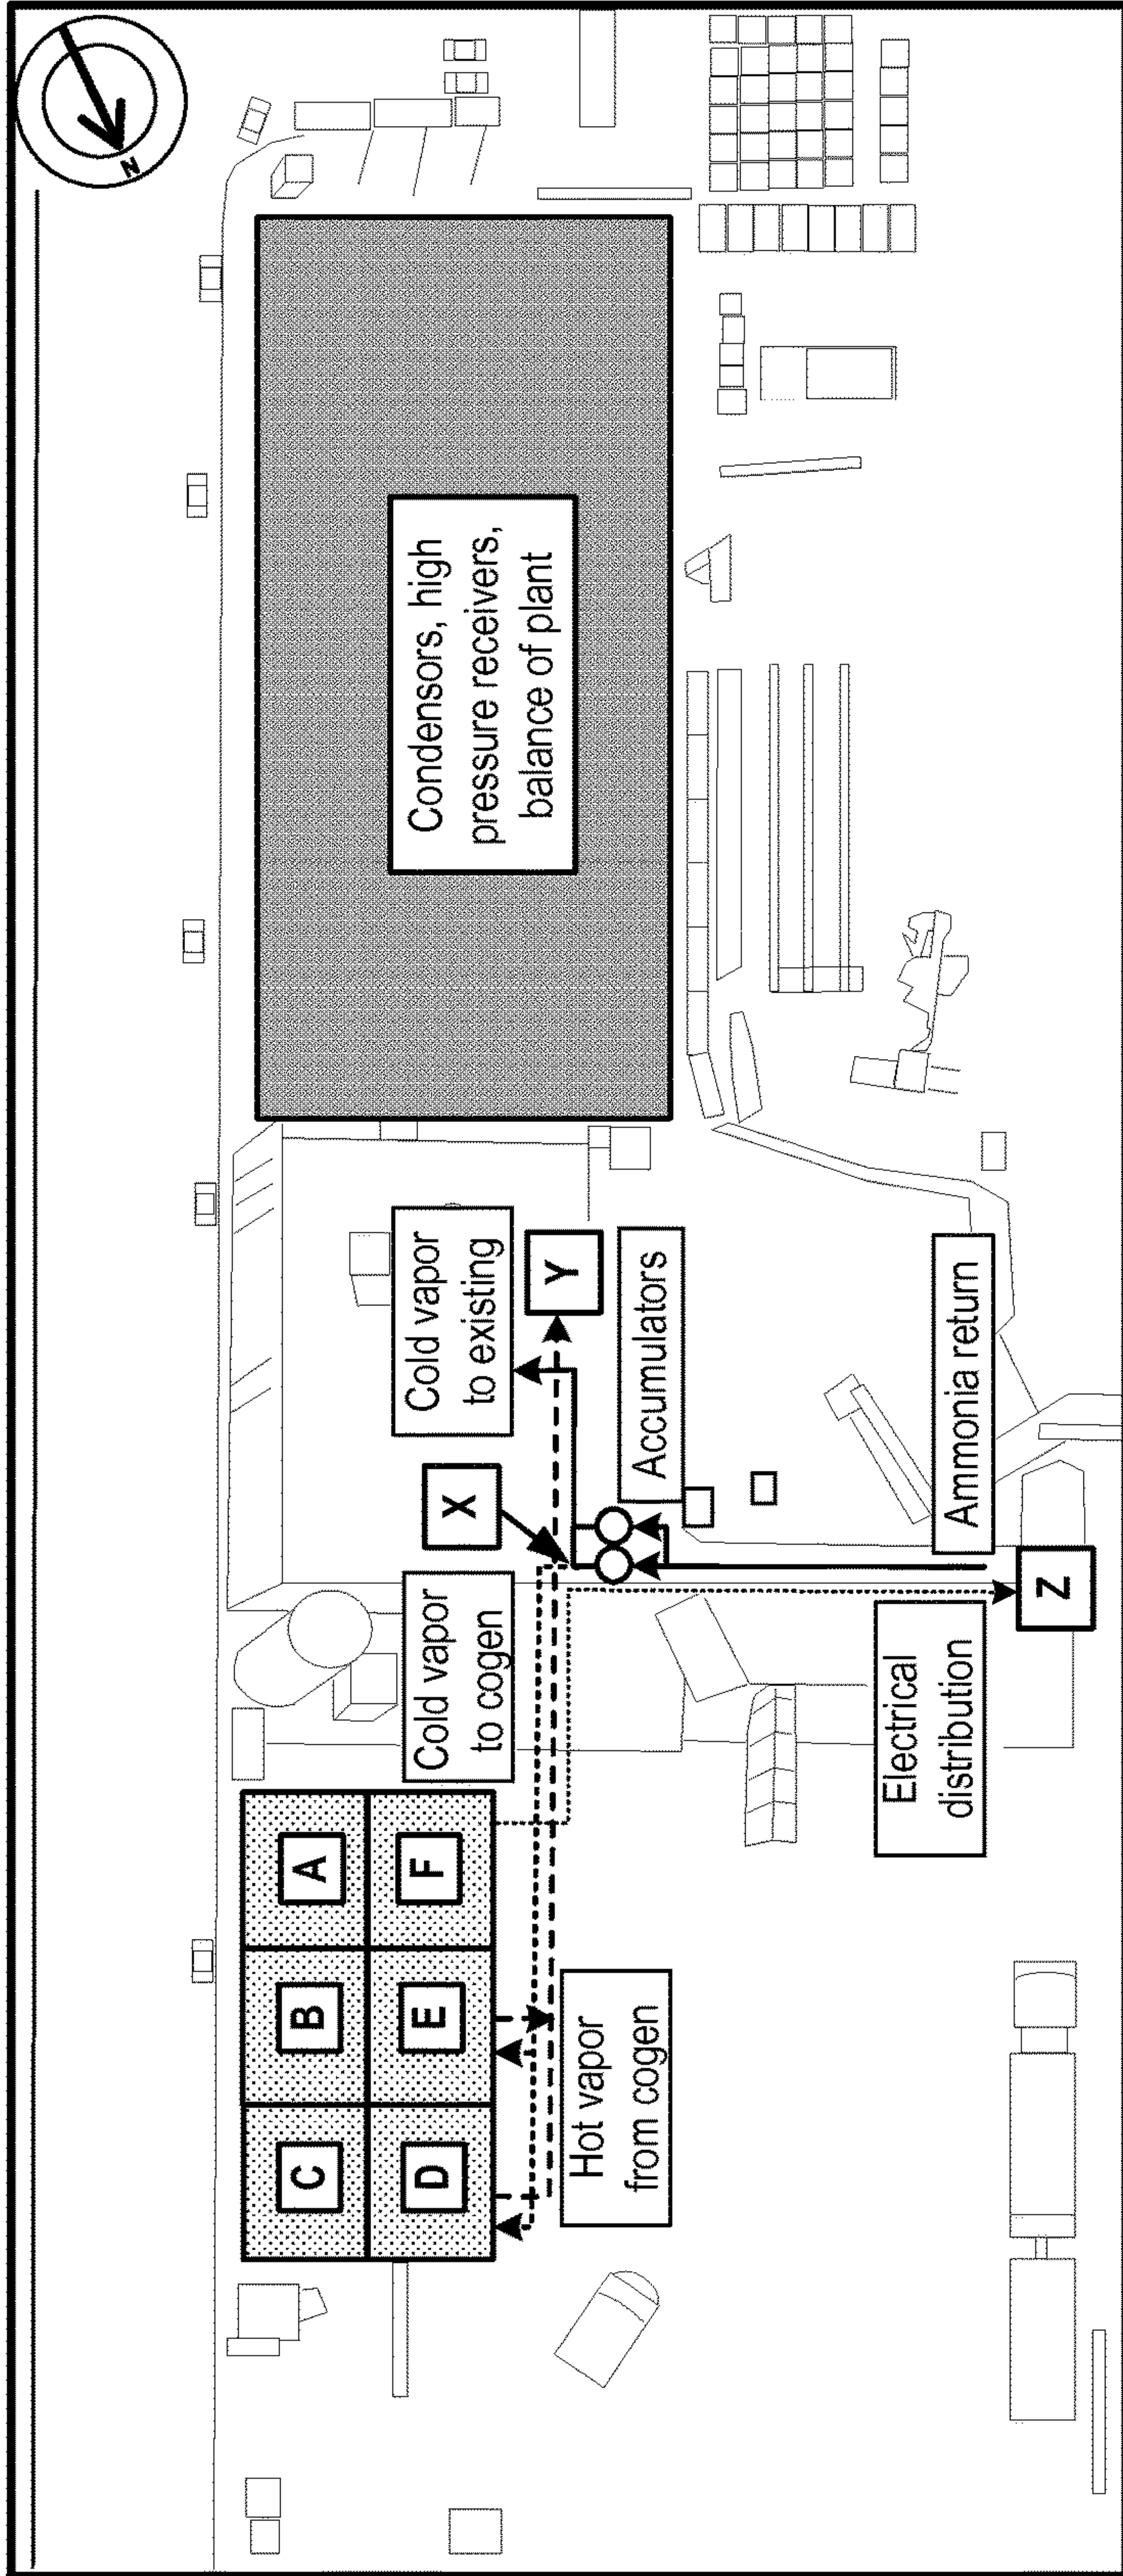 N
Condensors, high
pressure receivers,
balance of plant
Cold vapor
to existing
Y
Accumulators
Ammonia return
X
Cold vapor
to cogen
Z
Electrical
distribution
A
B
C
F
E
D
Hot vapor
from cogen